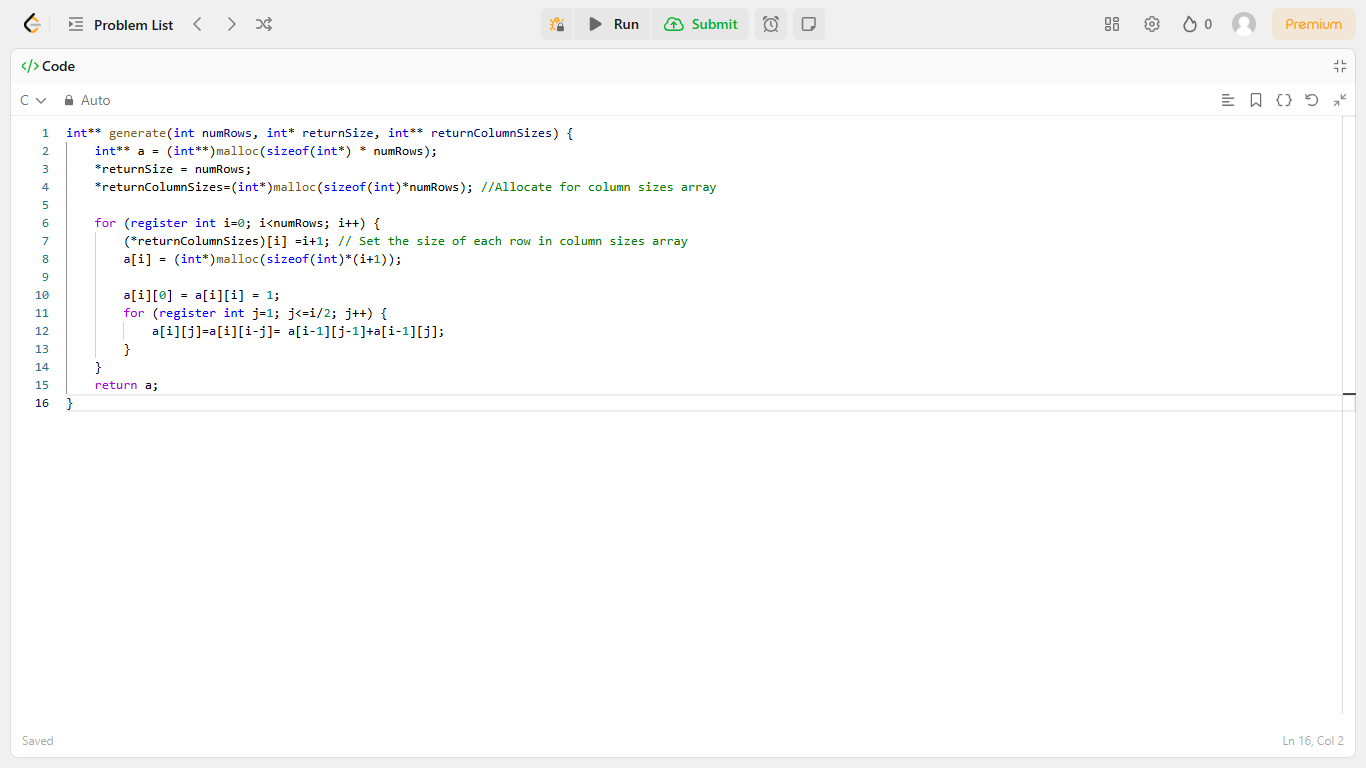 Problem List
Run
Submit
0
Premium
</> Code
C
Auto
1 int** generate(int numRows, int* returnSize, int** returnColumnSizes) {
2     int** a = (int**)malloc(sizeof(int*) * numRows);
3     *returnSize = numRows;
4     *returnColumnSizes=(int*)malloc(sizeof(int)*numRows); //Allocate for column sizes array
5
6     for (register int i=0; i<numRows; i++) {
7         (*returnColumnSizes)[i] =i+1; // Set the size of each row in column sizes array
8         a[i] = (int*)malloc(sizeof(int)*(i+1));
9
10         a[i][0] = a[i][i] = 1;
11         for (register int j=1; j<=i/2; j++) {
12             a[i][j]=a[i][i-j]= a[i-1][j-1]+a[i-1][j];
13         }
14     }
15     return a;
16 }
Saved
Ln 16, Col 2